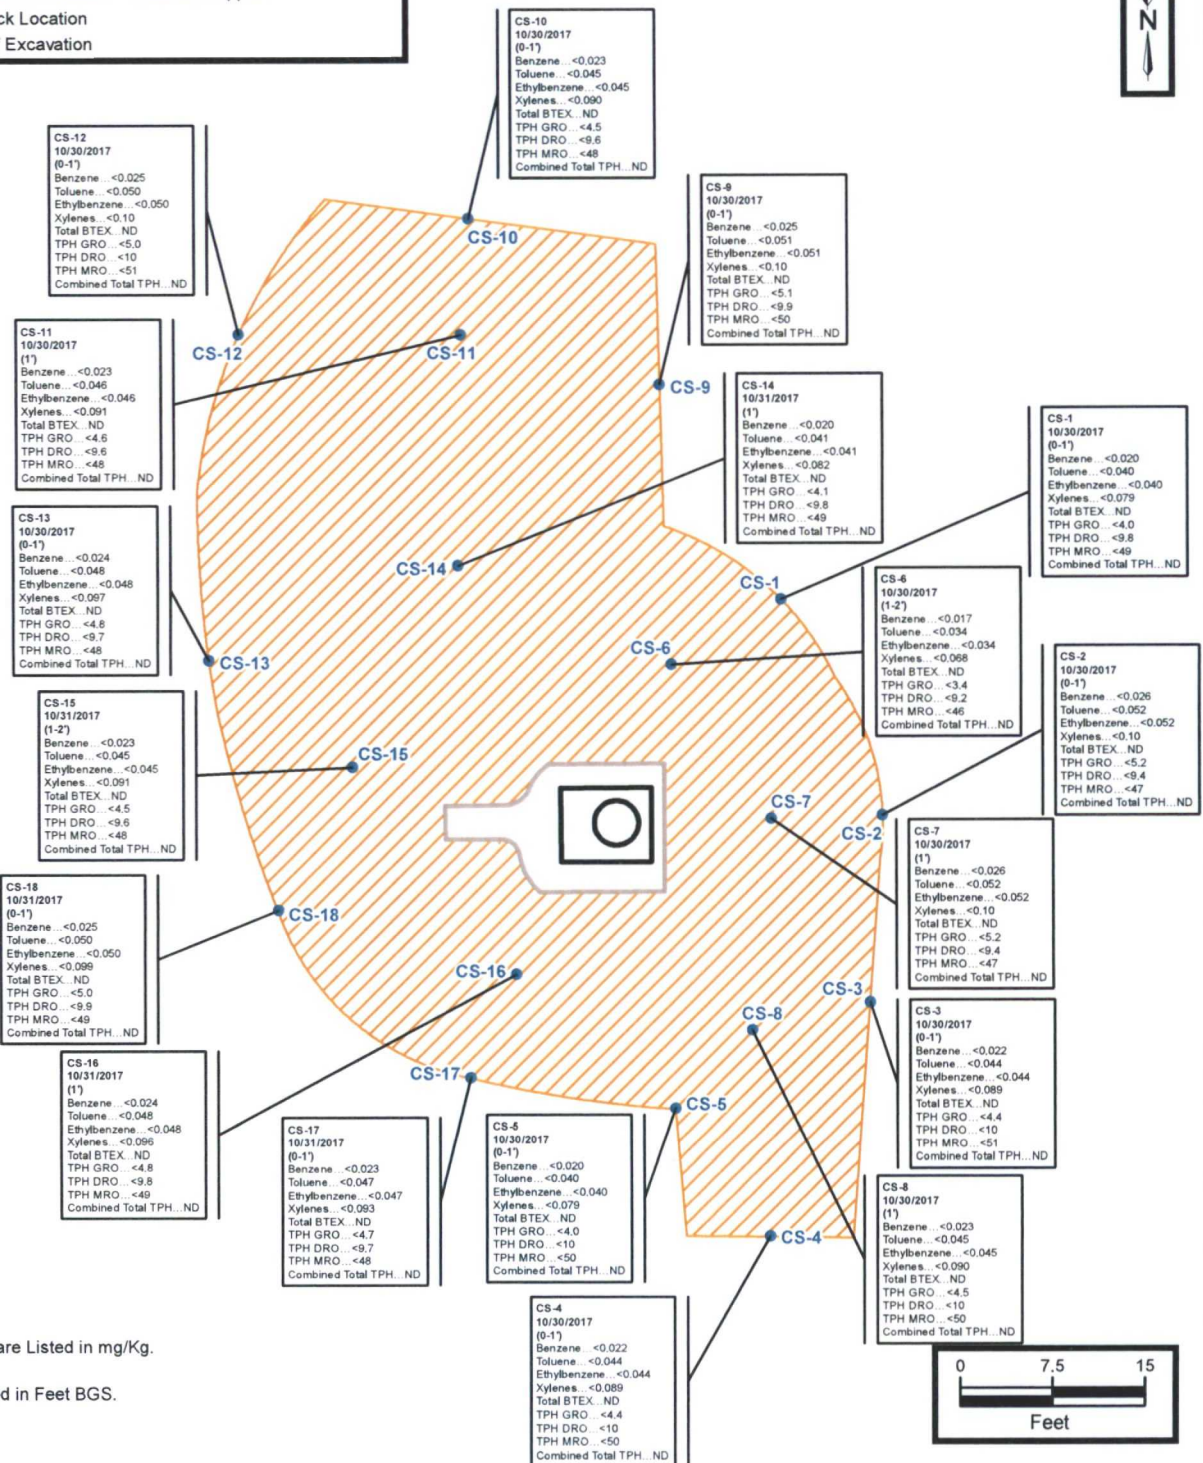 ck Location
Excavation
N
CS-10
10/30/2017
(0-1')
Benzene...<0.023
Toluene...<0.045
Ethylbenzene...<0.045
Xylenes...<0.090
Total BTEX...ND
TPH GRO...<4.5
TPH DRO...<9.6
TPH MRO...<48
Combined Total TPH...ND
CS-12
10/30/2017
(0-1')
Benzene...<0.025
Toluene...<0.050
Ethylbenzene...<0.050
Xylenes...<0.10
Total BTEX...ND
TPH GRO...<5.0
TPH DRO...<10
TPH MRO...<51
Combined Total TPH...ND
CS-9
10/30/2017
(0-1')
Benzene...<0.025
Toluene...<0.051
Ethylbenzene...<0.051
Xylenes...<0.10
Total BTEX...ND
TPH GRO...<5.1
TPH DRO...<9.9
TPH MRO...<50
Combined Total TPH...ND
CS-11
10/30/2017
(1')
Benzene...<0.023
Toluene...<0.046
Ethylbenzene...<0.046
Xylenes...<0.091
Total BTEX...ND
TPH GRO...<4.6
TPH DRO...<9.6
TPH MRO...<48
Combined Total TPH...ND
CS-14
10/31/2017
(1')
Benzene...<0.020
Toluene...<0.041
Ethylbenzene...<0.041
Xylenes...<0.082
Total BTEX...ND
TPH GRO...<4.1
TPH DRO...<9.8
TPH MRO...<49
Combined Total TPH...ND
CS-1
10/30/2017
(0-1')
Benzene...<0.020
Toluene...<0.040
Ethylbenzene...<0.040
Xylenes...<0.079
Total BTEX...ND
TPH GRO...<4.0
TPH DRO...<9.8
TPH MRO...<49
Combined Total TPH...ND
CS-13
10/30/2017
(0-1')
Benzene...<0.024
Toluene...<0.048
Ethylbenzene...<0.048
Xylenes...<0.097
Total BTEX...ND
TPH GRO...<4.8
TPH DRO...<9.7
TPH MRO...<48
Combined Total TPH...ND
CS-6
10/30/2017
(1-2')
Benzene...<0.017
Toluene...<0.034
Ethylbenzene...<0.034
Xylenes...<0.068
Total BTEX...ND
TPH GRO...<3.4
TPH DRO...<9.2
TPH MRO...<46
Combined Total TPH...ND
CS-2
10/30/2017
(0-1')
Benzene...<0.026
Toluene...<0.052
Ethylbenzene...<0.052
Xylenes...<0.10
Total BTEX...ND
TPH GRO...<5.2
TPH DRO...<9.4
TPH MRO...<47
Combined Total TPH...ND
CS-15
10/31/2017
(1-2')
Benzene...<0.023
Toluene...<0.045
Ethylbenzene...<0.045
Xylenes...<0.091
Total BTEX...ND
TPH GRO...<4.5
TPH DRO...<9.6
TPH MRO...<48
Combined Total TPH...ND
CS-7
10/30/2017
(1')
Benzene...<0.026
Toluene...<0.052
Ethylbenzene...<0.052
Xylenes...<0.10
Total BTEX...ND
TPH GRO...<5.2
TPH DRO...<9.4
TPH MRO...<47
Combined Total TPH...ND
CS-18
10/31/2017
(0-1')
Benzene...<0.025
Toluene...<0.050
Ethylbenzene...<0.050
Xylenes...<0.099
Total BTEX...ND
TPH GRO...<5.0
TPH DRO...<9.9
TPH MRO...<49
Combined Total TPH...ND
CS-3
10/30/2017
(0-1')
Benzene...<0.022
Toluene...<0.044
Ethylbenzene...<0.044
Xylenes...<0.089
Total BTEX...ND
TPH GRO...<4.4
TPH DRO...<10
TPH MRO...<51
Combined Total TPH...ND
CS-16
10/31/2017
(1')
Benzene...<0.024
Toluene...<0.048
Ethylbenzene...<0.048
Xylenes...<0.096
Total BTEX...ND
TPH GRO...<4.8
TPH DRO...<9.8
TPH MRO...<49
Combined Total TPH...ND
CS-17
10/31/2017
(0-1')
Benzene...<0.023
Toluene...<0.047
Ethylbenzene...<0.047
Xylenes...<0.093
Total BTEX...ND
TPH GRO...<4.7
TPH DRO...<9.7
TPH MRO...<48
Combined Total TPH...ND
CS-5
10/30/2017
(0-1')
Benzene...<0.020
Toluene...<0.040
Ethylbenzene...<0.040
Xylenes...<0.079
Total BTEX...ND
TPH GRO...<4.0
TPH DRO...<10
TPH MRO...<50
Combined Total TPH...ND
CS-8
10/30/2017
(1')
Benzene...<0.023
Toluene...<0.045
Ethylbenzene...<0.045
Xylenes...<0.090
Total BTEX...ND
TPH GRO...<4.5
TPH DRO...<10
TPH MRO...<50
Combined Total TPH...ND
CS-4
10/30/2017
(0-1')
Benzene...<0.022
Toluene...<0.044
Ethylbenzene...<0.044
Xylenes...<0.089
Total BTEX...ND
TPH GRO...<4.4
TPH DRO...<10
TPH MRO...<50
Combined Total TPH...ND
CS-10
CS-12
CS-11
CS-9
CS-14
CS-1
CS-6
CS-13
CS-15
CS-7
CS-2
CS-18
CS-16
CS-3
CS-8
CS-17
CS-5
CS-4
are Listed in mg/Kg.
d in Feet BGS.
0 7.5 15
Feet